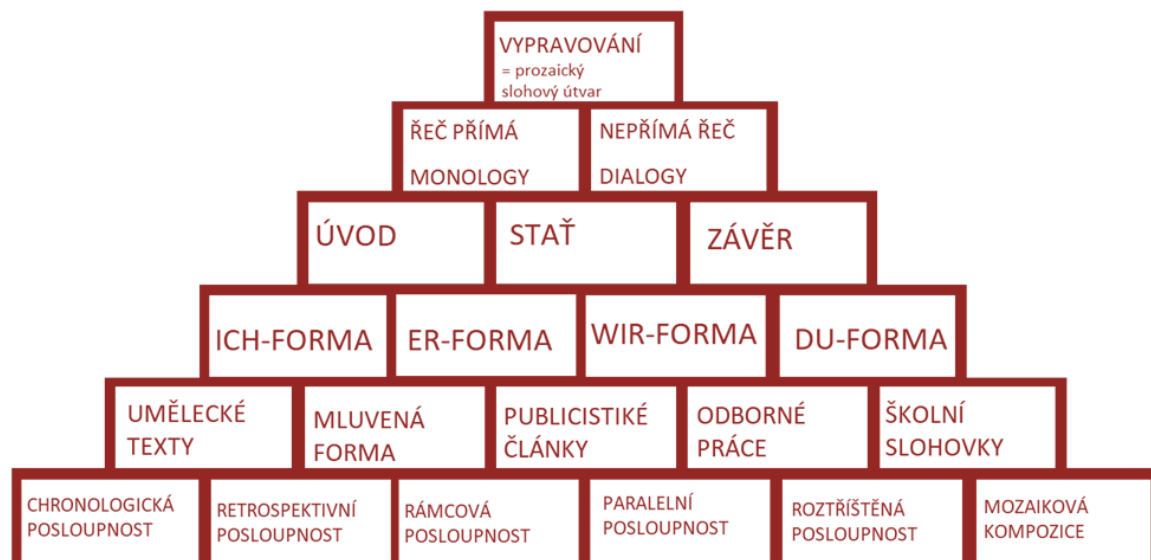 VYPRAVOVÁNÍ
= prozaický
slohový útvar
ŘEČ PŘÍMÁ
MONOLOGY
NEPŘÍMÁ ŘEČ
DIALOGY
ÚVOD
STAŤ
ZÁVĚR
ICH-FORMA
ER-FORMA
WIR-FORMA
DU-FORMA
UMĚLECKÉ
TEXTY
MLUVENÁ
FORMA
PUBLICISTIKÉ
ČLÁNKY
ODBORNÉ
PRÁCE
ŠKOLNÍ
SLOHOVKY
CHRONOLOGICKÁ
POSLOUPNOST
RETROSPEKTIVNÍ
POSLOUPNOST
RÁMCOVÁ
POSLOUPNOST
PARALELNÍ
POSLOUPNOST
ROZTŘÍŠTĚNÁ
POSLOUPNOST
MOZAIKOVÁ
KOMPOZICE